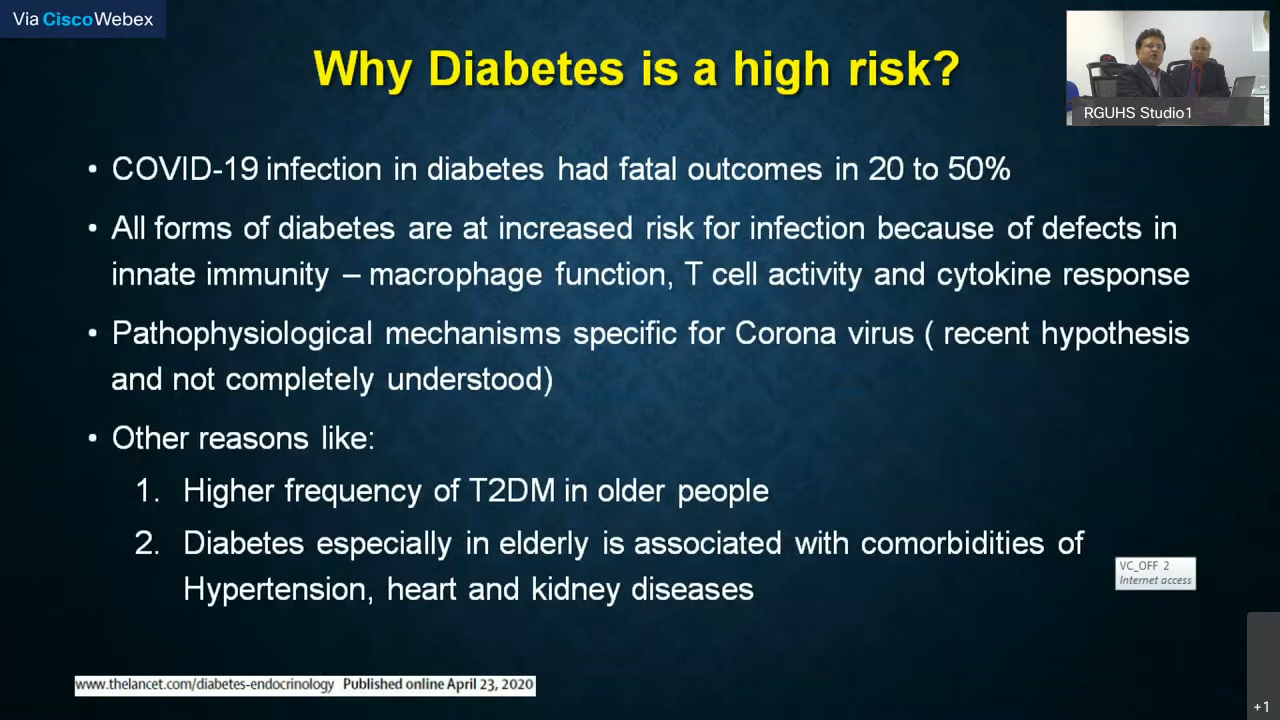 Via CiscoWebex
Why Diabetes is a high risk?
RGUHS Studio1
• COVID-19 infection in diabetes had fatal outcomes in 20 to 50%
• All forms of diabetes are at increased risk for infection because of defects in
innate immunity – macrophage function, T cell activity and cytokine response
• Pathophysiological mechanisms specific for Corona virus ( recent hypothesis
and not completely understood)
• Other reasons like:
1. Higher frequency of T2DM in older people
2. Diabetes especially in elderly is associated with comorbidities of
Hypertension, heart and kidney diseases
VC_OFF 2
Internet access
www.thelancet.com/diabetes-endocrinology Published online April 23, 2020
+1